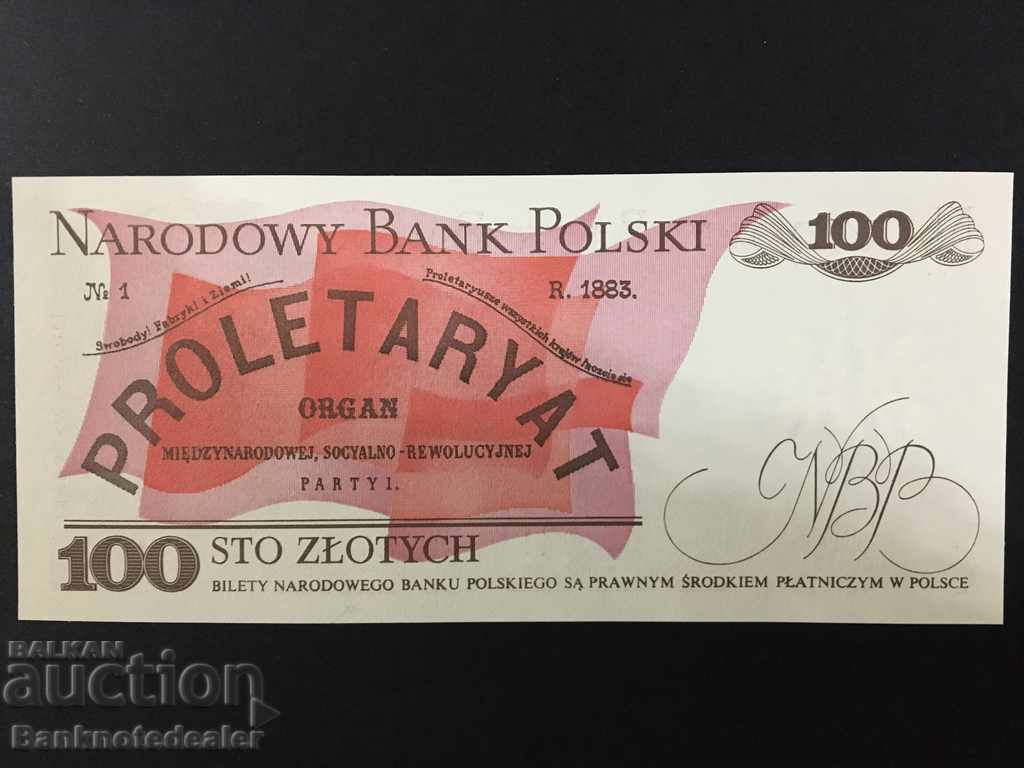 NARODOWY BANK POLSKI
100
№ 1
R. 1883.
Swobody! Fabryk! i Ziemi!
Proletaryusze wszystkich krajów łączcie się
PROLETARYAT
ORGAN
MIĘDZYNARODOWEJ, SOCYALNO-REWOLUCYJNEJ
PARTYI.
NBP
100 STO ZŁOTYCH
BILETY NARODOWEGO BANKU POLSKIEGO SĄ PRAWNYM ŚRODKIEM PŁATNICZYM W POLSCE
BALKAN
auction
Banknotedealer